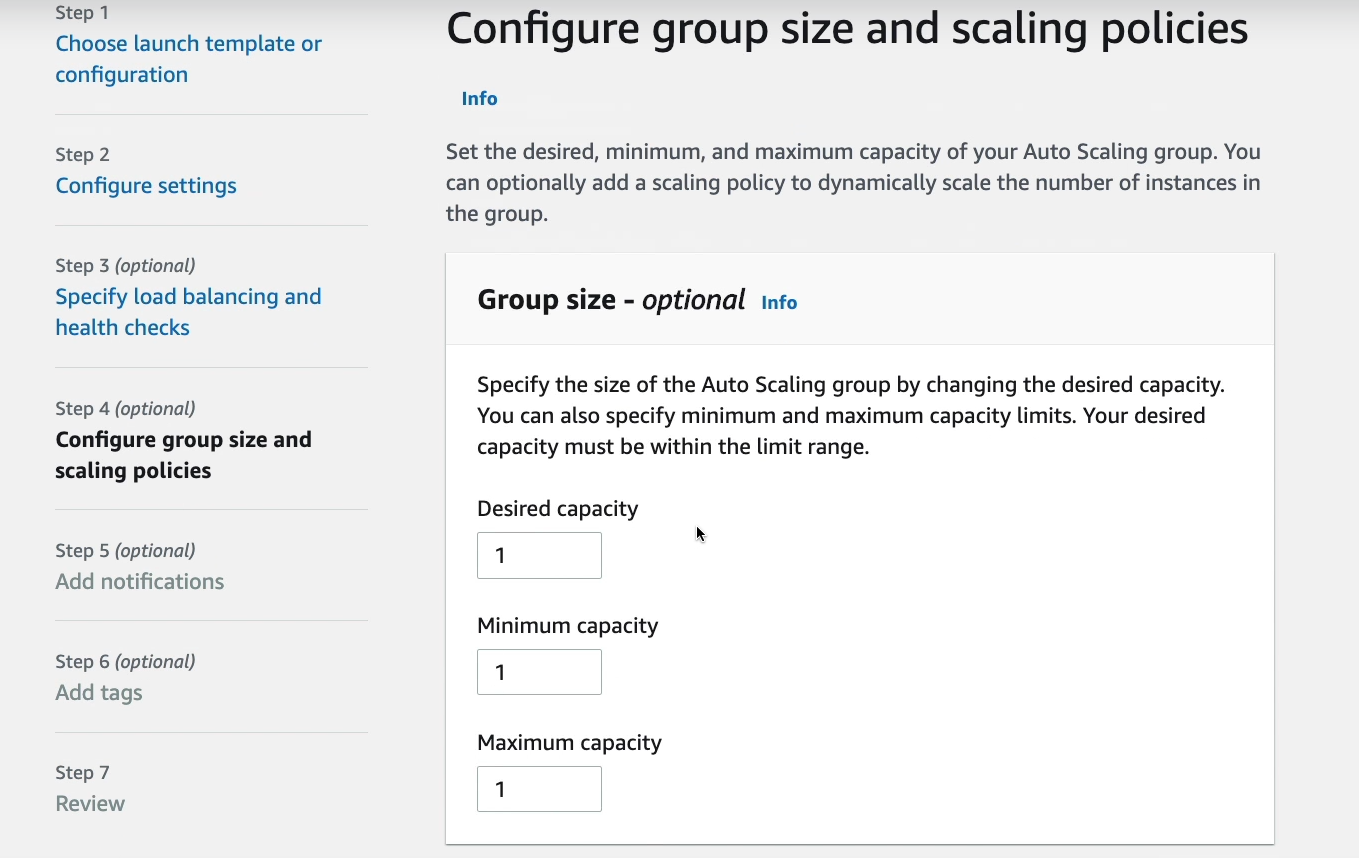 Step 1
Choose launch template or
configuration
Step 2
Configure settings
Step 3 (optional)
Specify load balancing and
health checks
Step 4 (optional)
Configure group size and
scaling policies
Step 5 (optional)
Add notifications
Step 6 (optional)
Add tags
Step 7
Review
Configure group size and scaling policies
Info
Set the desired, minimum, and maximum capacity of your Auto Scaling group. You
can optionally add a scaling policy to dynamically scale the number of instances in
the group.
Group size - optional Info
Specify the size of the Auto Scaling group by changing the desired capacity.
You can also specify minimum and maximum capacity limits. Your desired
capacity must be within the limit range.
Desired capacity
1
Minimum capacity
1
Maximum capacity
1